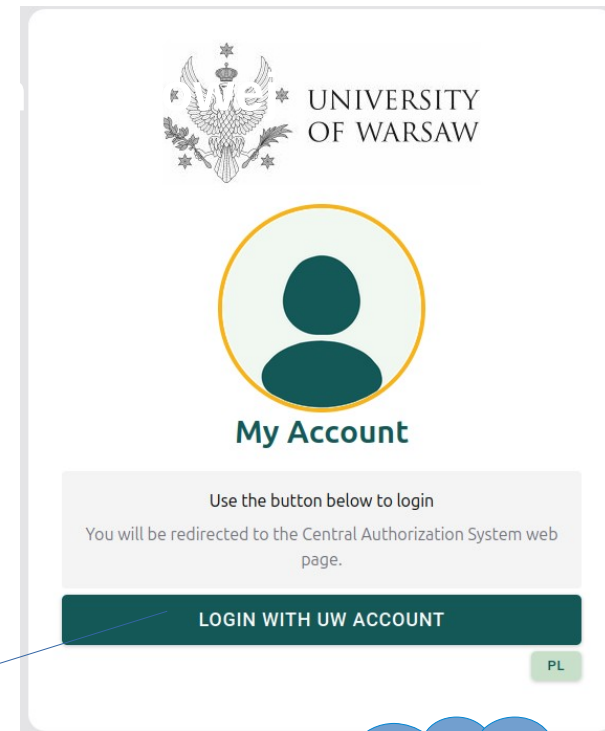 UNIVERSITY
OF WARSAW
My Account
Use the button below to login
You will be redirected to the Central Authorization System web
page.
LOGIN WITH UW ACCOUNT
PL